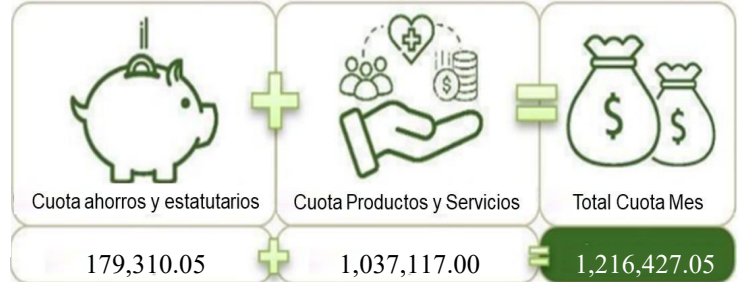 Cuota ahorros y estatutarios
Cuota Productos y Servicios
Total Cuota Mes
179,310.05
1,037,117.00
1,216,427.05